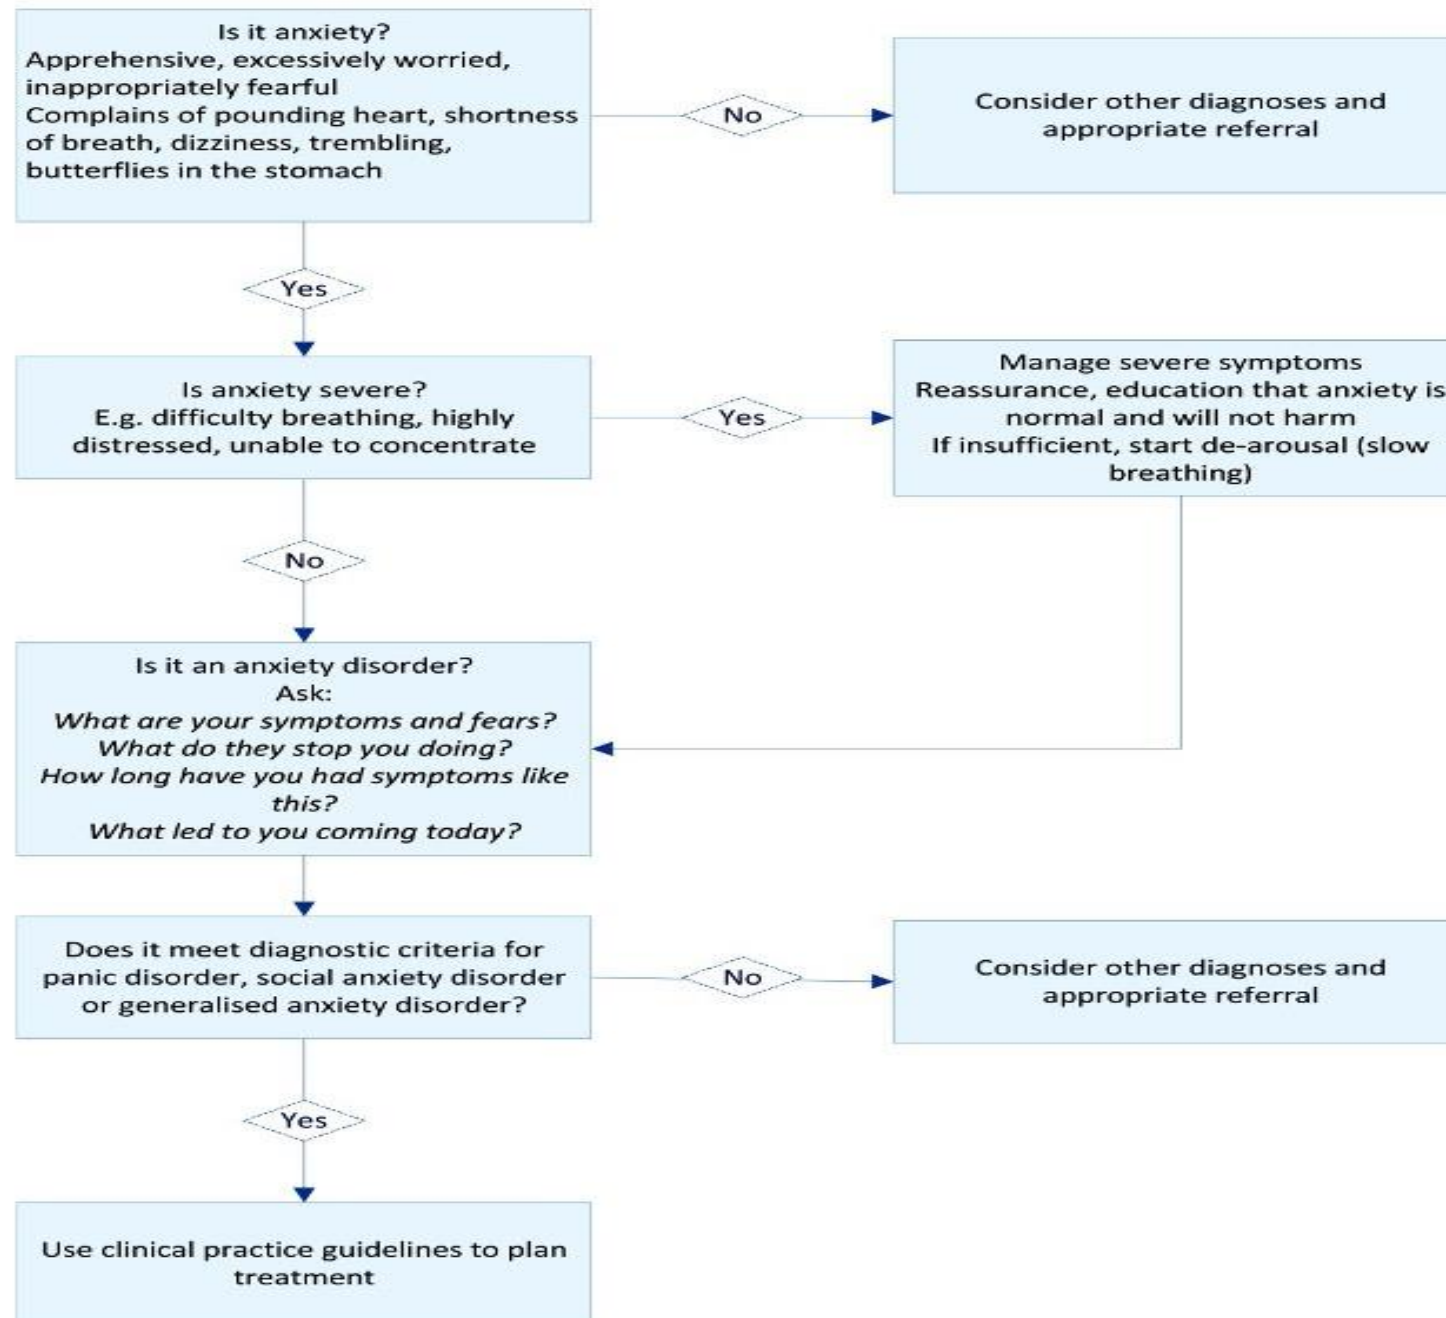 Is it anxiety?
Apprehensive, excessively worried,
inappropriately fearful
Complains of pounding heart, shortness
of breath, dizziness, trembling,
butterflies in the stomach
No
Consider other diagnoses and
appropriate referral
Yes
Is anxiety severe?
E.g. difficulty breathing, highly
distressed, unable to concentrate
Yes
Manage severe symptoms
Reassurance, education that anxiety is
normal and will not harm
If insufficient, start de-arousal (slow
breathing)
No
Is it an anxiety disorder?
Ask:
What are your symptoms and fears?
What do they stop you doing?
How long have you had symptoms like
this?
What led to you coming today?
Does it meet diagnostic criteria for
panic disorder, social anxiety disorder
or generalised anxiety disorder?
No
Consider other diagnoses and
appropriate referral
Yes
Use clinical practice guidelines to plan
treatment